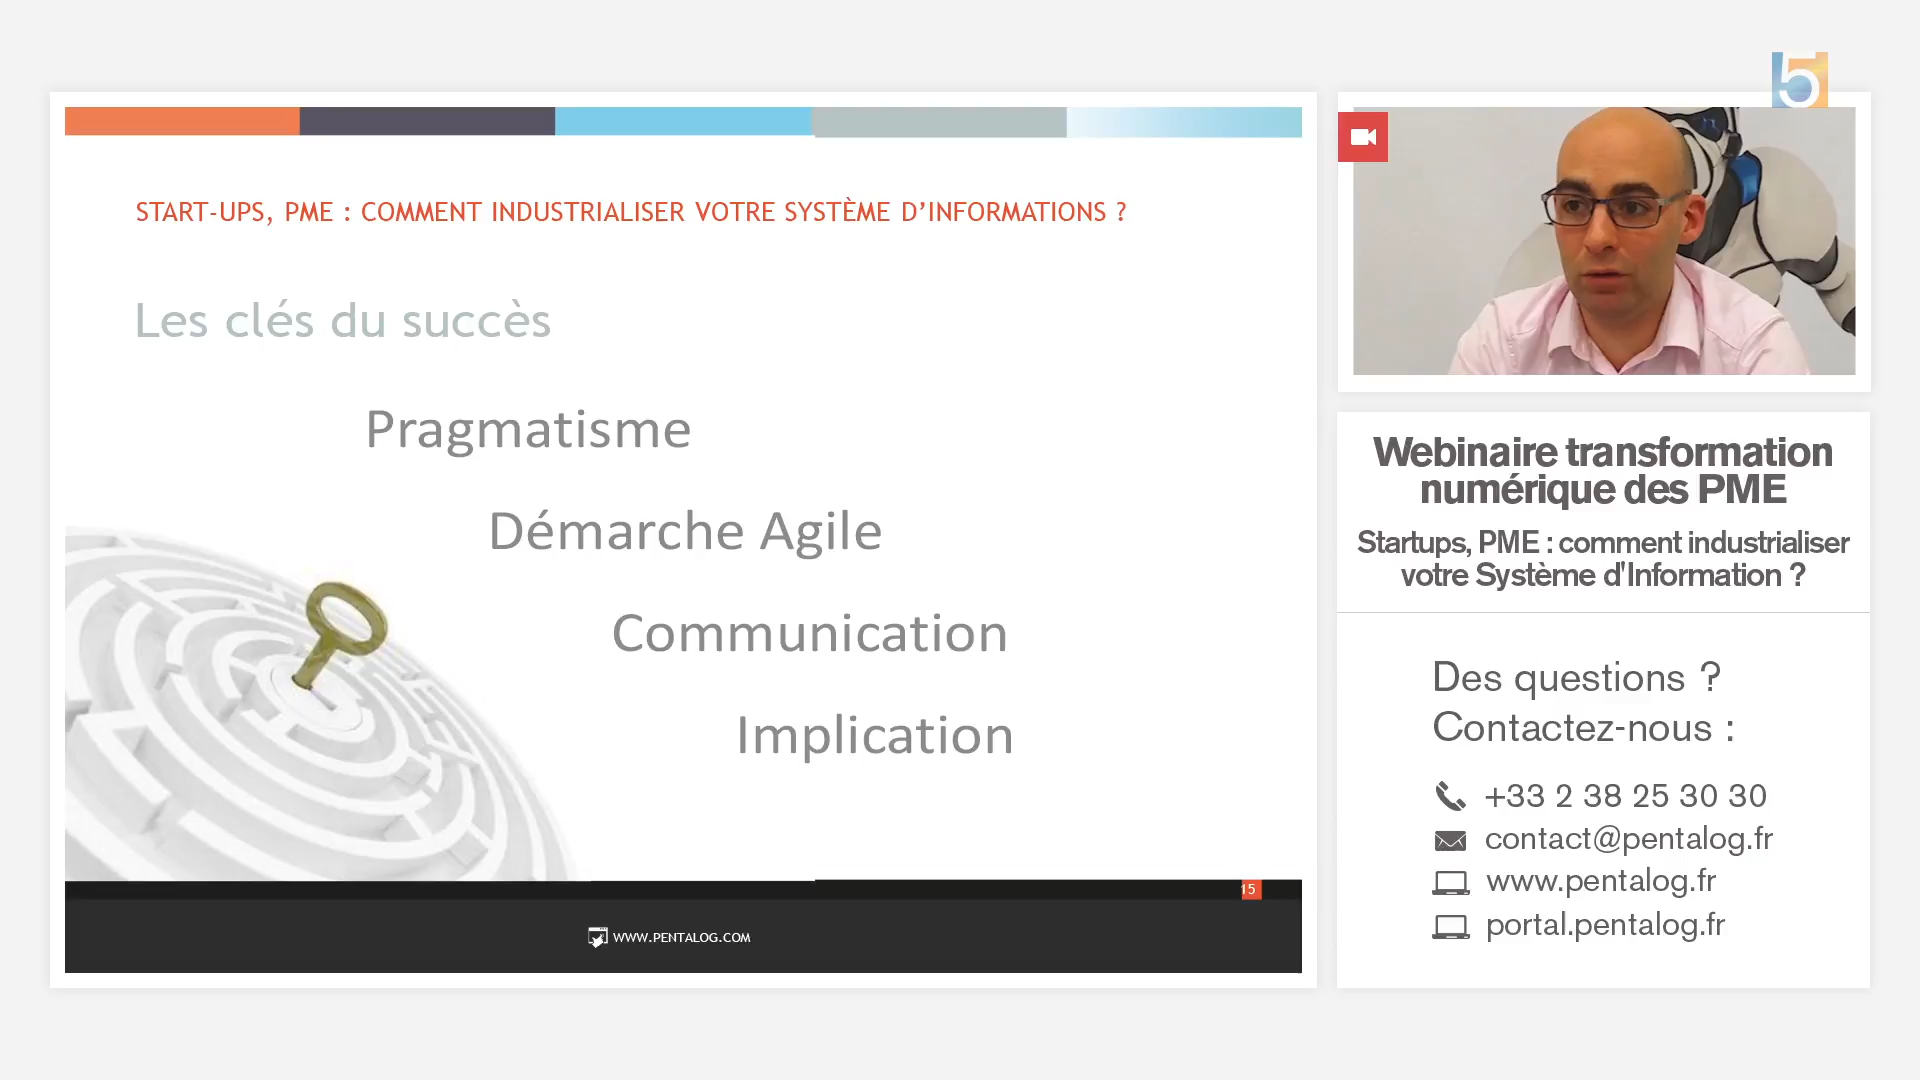 START-UPS, PME : COMMENT INDUSTRIALISER VOTRE SYSTÈME D’INFORMATIONS ?
Les clés du succès
Pragmatisme
Démarche Agile
Communication
Implication
15
WWW.PENTALOG.COM
5
Webinaire transformation
numérique des PME
Startups, PME : comment industrialiser
votre Système d'Information ?
Des questions ?
Contactez-nous :
+33 2 38 25 30 30
contact@pentalog.fr
www.pentalog.fr
portal.pentalog.fr